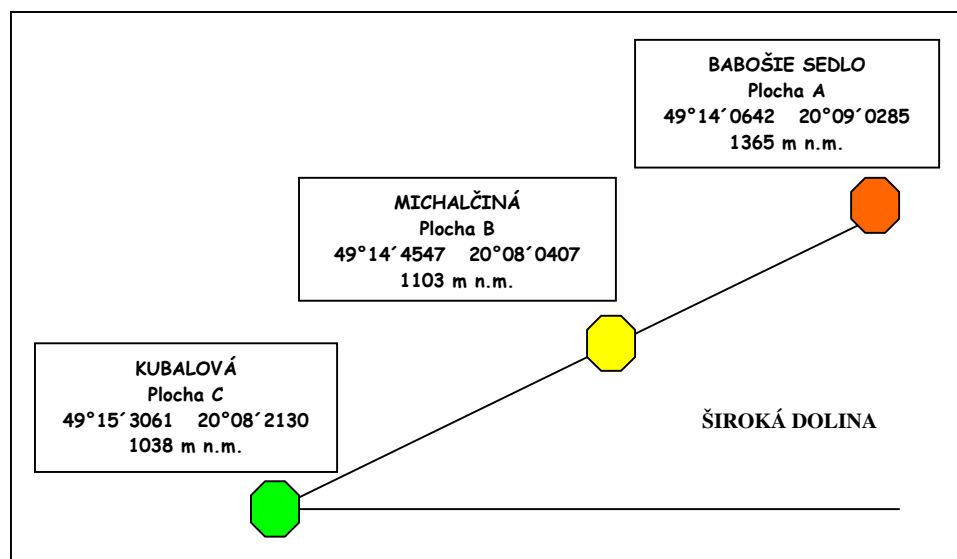 BABOŠIE SEDLO
Plocha A
49°14´0642 20°09´0285
1365 m n.m.
MICHALČINÁ
Plocha B
49°14´4547 20°08´0407
1103 m n.m.
KUBALOVÁ
Plocha C
49°15´3061 20°08´2130
1038 m n.m.
ŠIROKÁ DOLINA